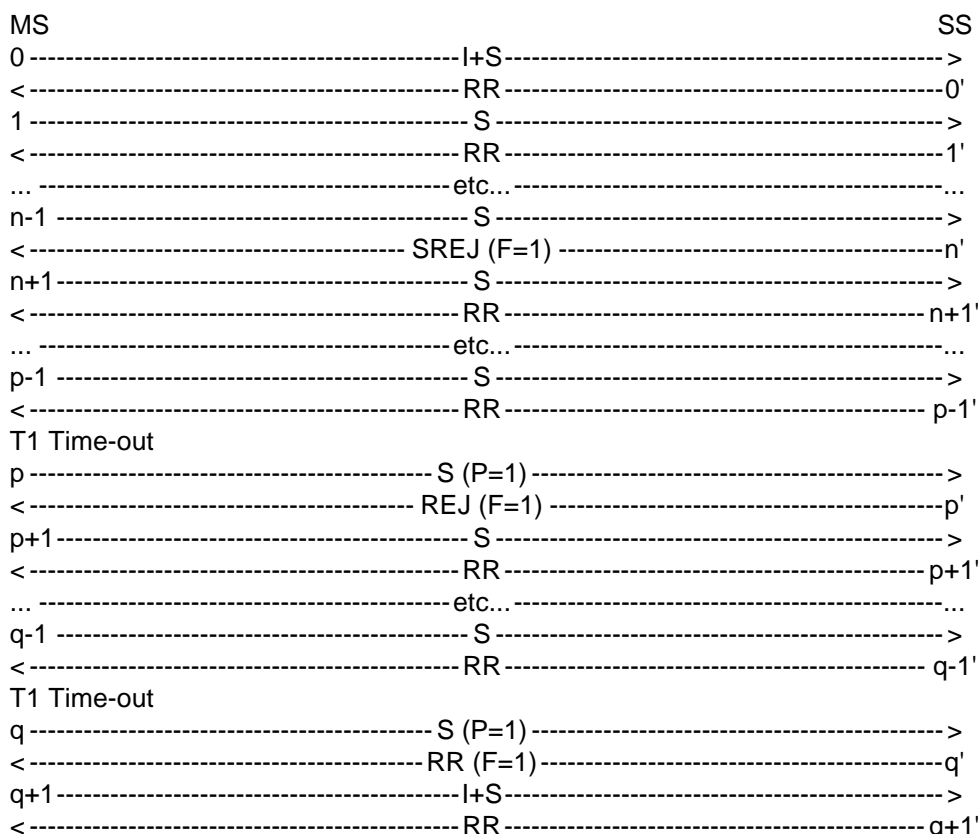 MS SS
0 ------------------------------------------------I+S------------------------------------------------ >
< ------------------------------------------------ RR ------------------------------------------------0'
1 ------------------------------------------------ S ------------------------------------------------ >
< ------------------------------------------------ RR ------------------------------------------------1'
... ----------------------------------------------etc...------------------------------------------------...
n-1 ---------------------------------------------- S ------------------------------------------------ >
< ------------------------------------------ SREJ (F=1) -------------------------------------------n'
n+1---------------------------------------------- S ------------------------------------------------ >
< ------------------------------------------------ RR ----------------------------------------------- n+1'
... ----------------------------------------------etc...------------------------------------------------...
p-1 ---------------------------------------------- S ------------------------------------------------ >
< ------------------------------------------------ RR ----------------------------------------------- p-1'
T1 Time-out
p --------------------------------------------- S (P=1) ---------------------------------------------- >
< ------------------------------------------- REJ (F=1) --------------------------------------------p'
p+1---------------------------------------------- S ------------------------------------------------ >
< ------------------------------------------------ RR ----------------------------------------------- p+1'
... ----------------------------------------------etc...------------------------------------------------...
q-1 ---------------------------------------------- S ------------------------------------------------ >
< ------------------------------------------------ RR ----------------------------------------------- q-1'
T1 Time-out
q --------------------------------------------- S (P=1) ---------------------------------------------- >
< --------------------------------------------RR (F=1)---------------------------------------------q'
q+1----------------------------------------------I+S------------------------------------------------ >
< ------------------------------------------------ RR ----------------------------------------------- q+1'